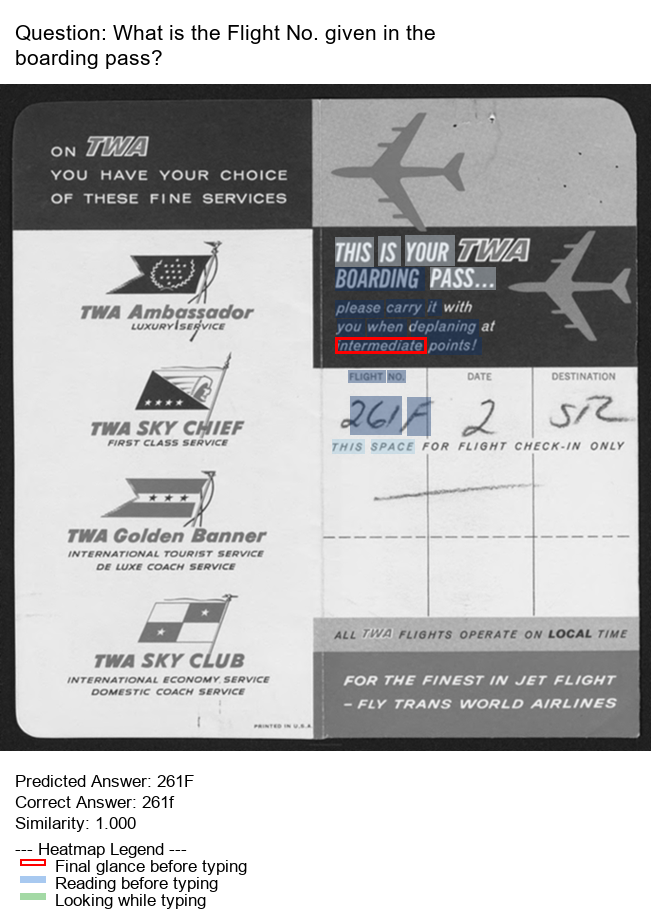 Question: What is the Flight No. given in the
boarding pass?
ON TWA
YOU HAVE YOUR CHOICE
OF THESE FINE SERVICES
TWA Ambassador
LUXURY SERVICE
TWA SKY CHIEF
FIRST CLASS SERVICE
TWA Golden Banner
INTERNATIONAL TOURIST SERVICE
DE LUXE COACH SERVICE
TWA SKY CLUB
INTERNATIONAL ECONOMY SERVICE
DOMESTIC COACH SERVICE
PRINTED IN U.S.A.
THIS IS YOUR TWA
BOARDING PASS...
please carry it with
you when deplaning at
intermediate points!
FLIGHT NO. DATE DESTINATION
261F 2 STL
THIS SPACE FOR FLIGHT CHECK-IN ONLY
ALL TWA FLIGHTS OPERATE ON LOCAL TIME
FOR THE FINEST IN JET FLIGHT
– FLY TRANS WORLD AIRLINES
Predicted Answer: 261F
Correct Answer: 261f
Similarity: 1.000
--- Heatmap Legend ---
Final glance before typing
Reading before typing
Looking while typing